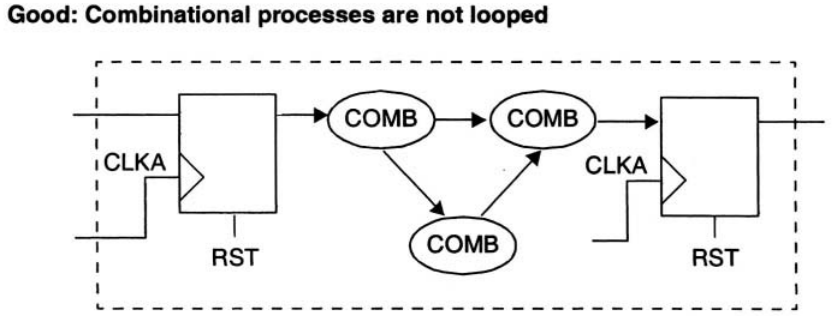 Good: Combinational processes are not looped
COMB
COMB
CLKA
CLKA
COMB
RST
RST